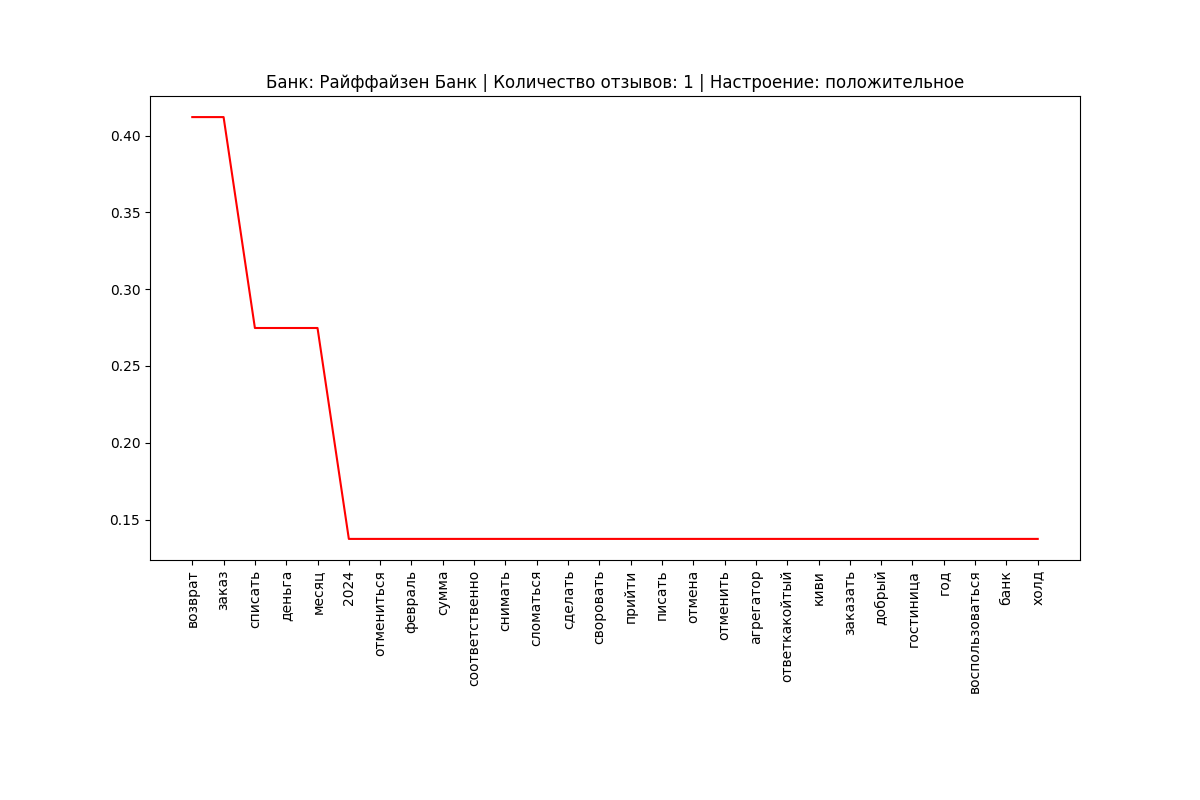 Банк: Райффайзен Банк | Количество отзывов: 1 | Настроение: положительное
0.40
0.35
0.30
0.25
0.20
0.15
возврат
заказ
списать
деньга
месяц
2024
отмениться
февраль
сумма
соответственно
снимать
сломаться
сделать
своровать
прийти
писать
отмена
отменить
агрегатор
ответкакойтый
киви
заказать
добрый
гостиница
год
воспользоваться
банк
холд